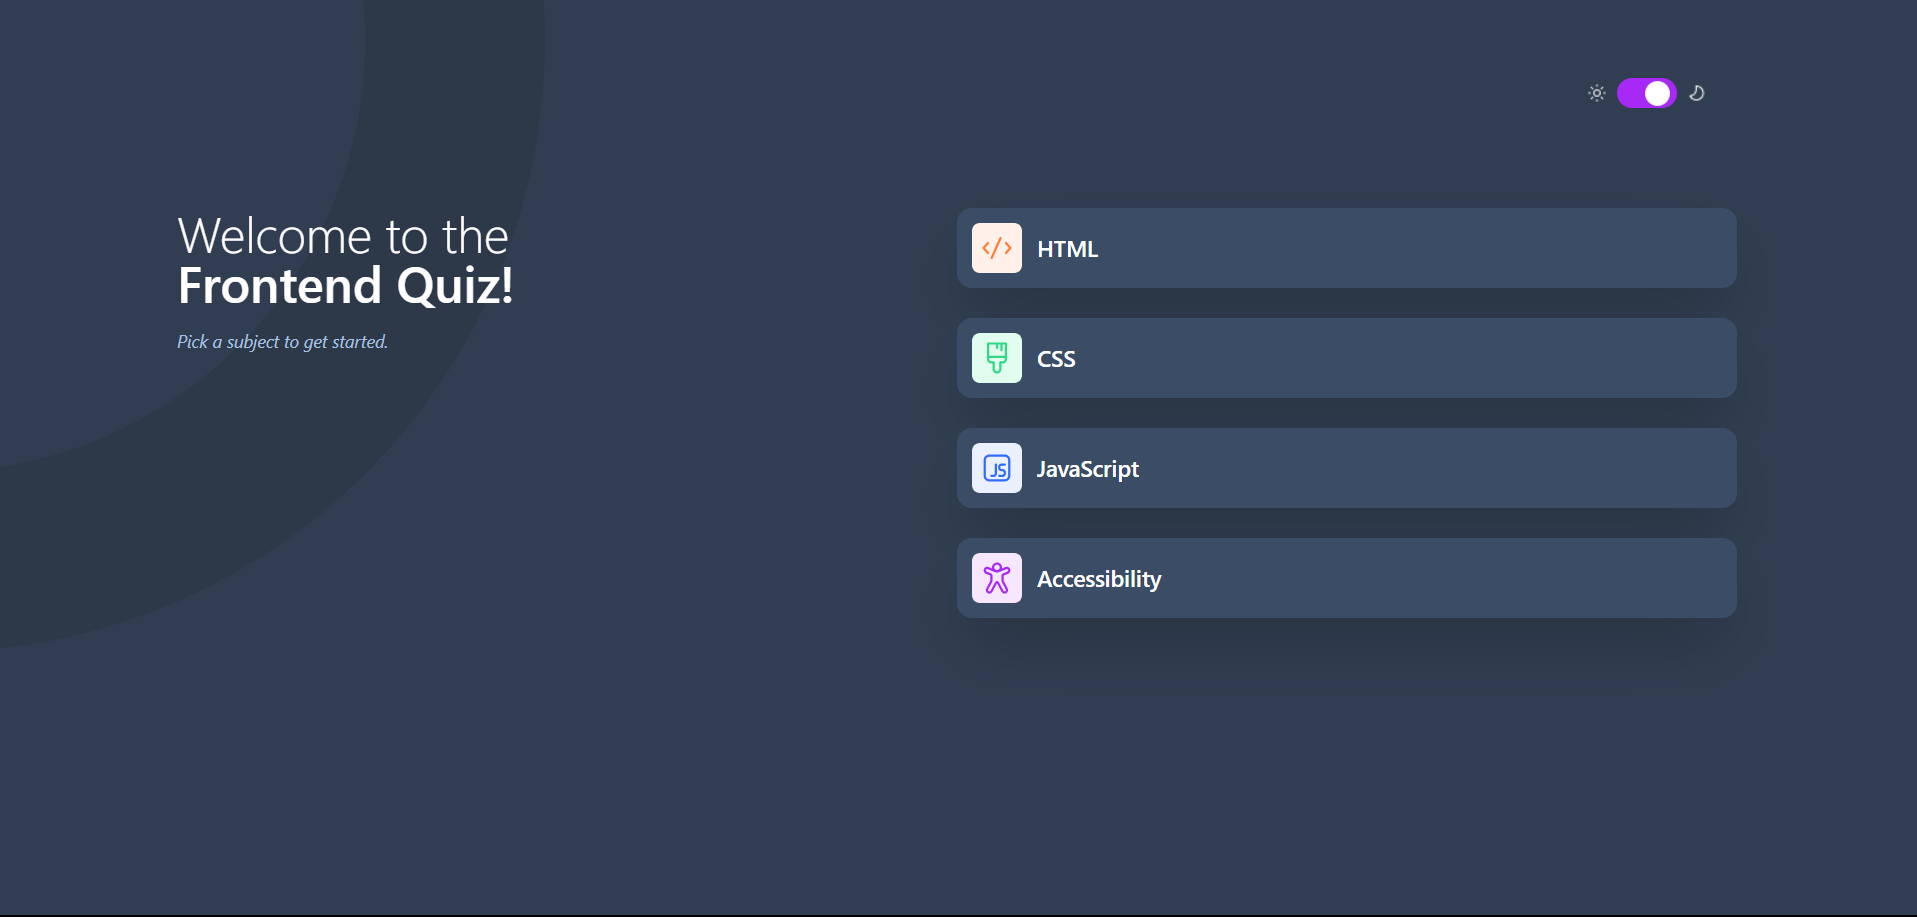 Welcome to the
Frontend Quiz!
Pick a subject to get started.
HTML
CSS
JS
JavaScript
Accessibility